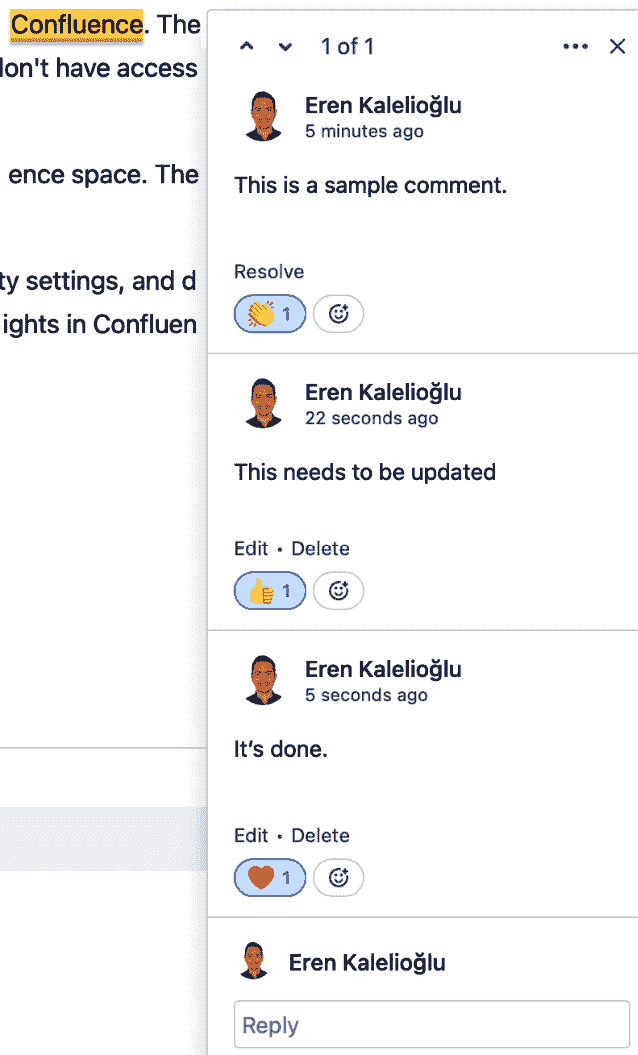 Confluence. The
don't have access
ence space. The
ty settings, and d
ights in Confluen
1 of 1
Eren Kalelioğlu
5 minutes ago
This is a sample comment.
Resolve
1
Eren Kalelioğlu
22 seconds ago
This needs to be updated
Edit • Delete
1
Eren Kalelioğlu
5 seconds ago
It's done.
Edit • Delete
1
Eren Kalelioğlu
Reply